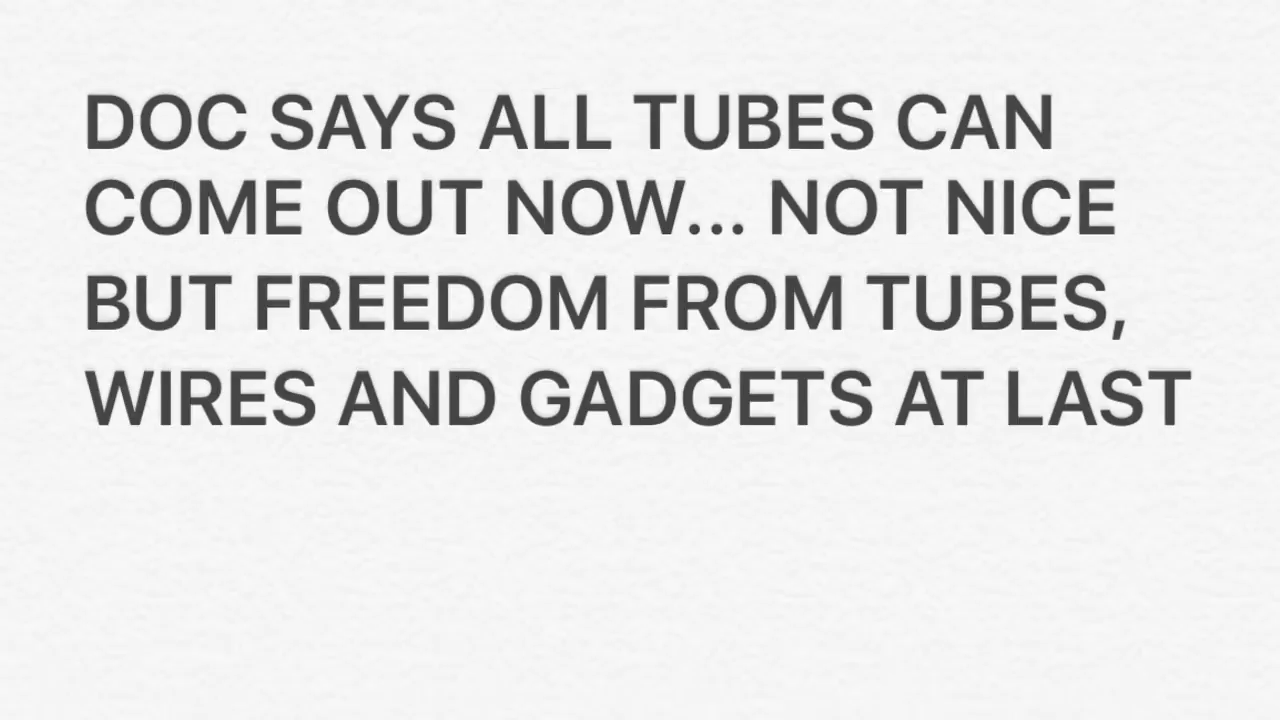 DOC SAYS ALL TUBES CAN
COME OUT NOW... NOT NICE
BUT FREEDOM FROM TUBES,
WIRES AND GADGETS AT LAST